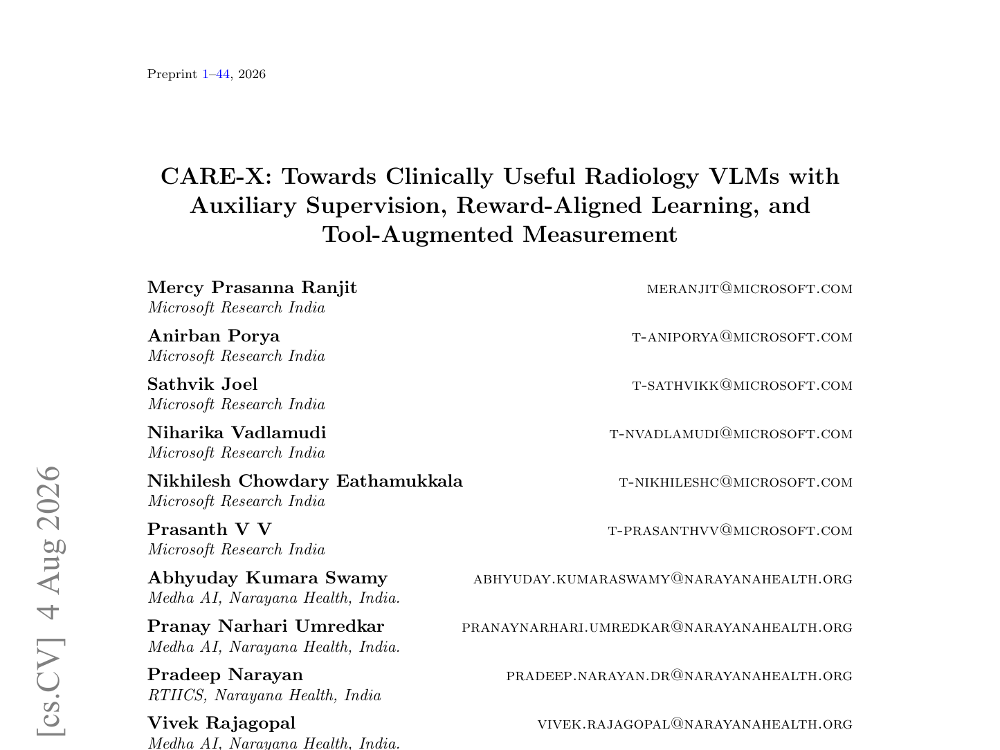 Preprint 1–44, 2026
CARE-X: Towards Clinically Useful Radiology VLMs with
Auxiliary Supervision, Reward-Aligned Learning, and
Tool-Augmented Measurement
Mercy Prasanna Ranjit MERANJIT@MICROSOFT.COM
Microsoft Research India
Anirban Porya T-ANIPORYA@MICROSOFT.COM
Microsoft Research India
Sathvik Joel T-SATHVIKK@MICROSOFT.COM
Microsoft Research India
Niharika Vadlamudi T-NVADLAMUDI@MICROSOFT.COM
Microsoft Research India
Nikhilesh Chowdary Eathamukkala T-NIKHILESHC@MICROSOFT.COM
Microsoft Research India
Prasanth V V T-PRASANTHVV@MICROSOFT.COM
Microsoft Research India
Abhyuday Kumara Swamy ABHYUDAY.KUMARASWAMY@NARAYANAHEALTH.ORG
Medha AI, Narayana Health, India.
Pranay Narhari Umredkar PRANAYNARHARI.UMREDKAR@NARAYANAHEALTH.ORG
Medha AI, Narayana Health, India.
Pradeep Narayan PRADEEP.NARAYAN.DR@NARAYANAHEALTH.ORG
RTIICS, Narayana Health, India
Vivek Rajagopal VIVEK.RAJAGOPAL@NARAYANAHEALTH.ORG
Medha AI, Narayana Health, India.
[cs.CV] 4 Aug 2026